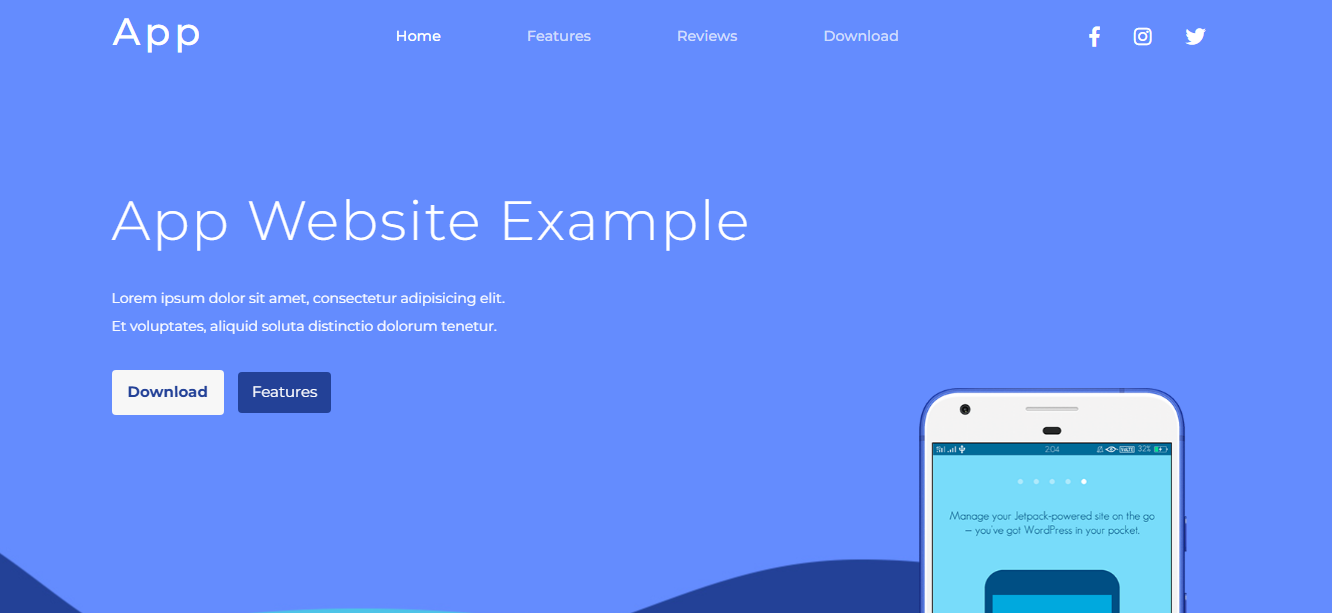 App
Home Features Reviews Download
App Website Example
Lorem ipsum dolor sit amet, consectetur adipisicing elit.
Et voluptates, aliquid soluta distinctio dolorum tenetur.
Download Features
2:04 32%
Manage your Jetpack-powered site on the go
– you've got WordPress in your pocket.